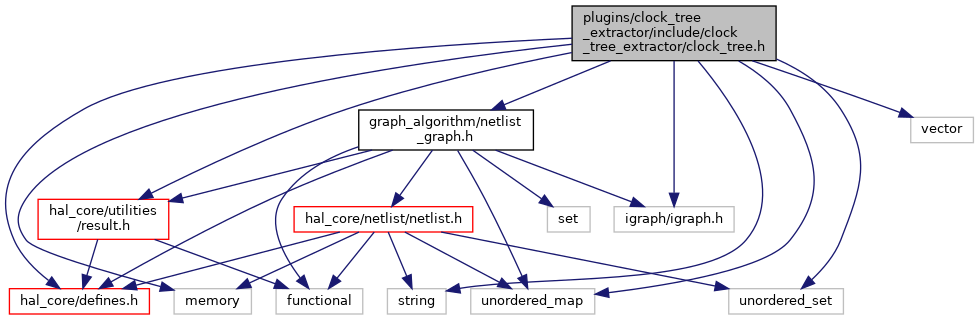 plugins/clock_tree
_extractor/include/clock
_tree_extractor/clock_tree.h
graph_algorithm/netlist
_graph.h
vector
hal_core/utilities
/result.h
hal_core/netlist/netlist.h
set
igraph/igraph.h
hal_core/defines.h
memory
functional
string
unordered_map
unordered_set